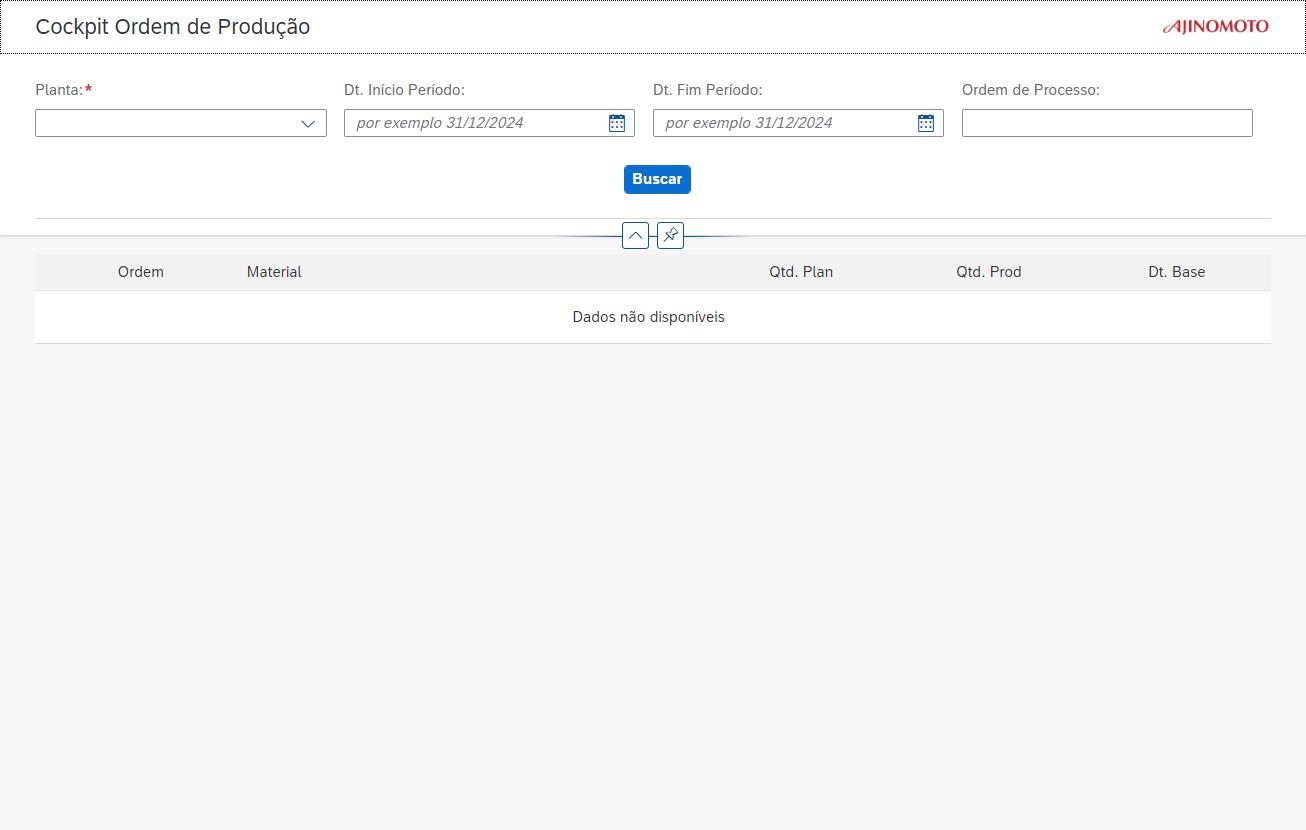 Cockpit Ordem de Produção
AJINOMOTO
Planta:*
Dt. Início Período:
Dt. Fim Período:
Ordem de Processo:
por exemplo 31/12/2024
por exemplo 31/12/2024
Buscar
Ordem Material Qtd. Plan Qtd. Prod Dt. Base
Dados não disponíveis